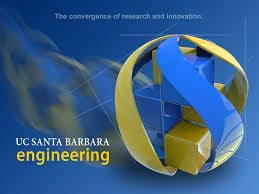 The convergence of research and innovation.
UC SANTA BARBARA
engineering